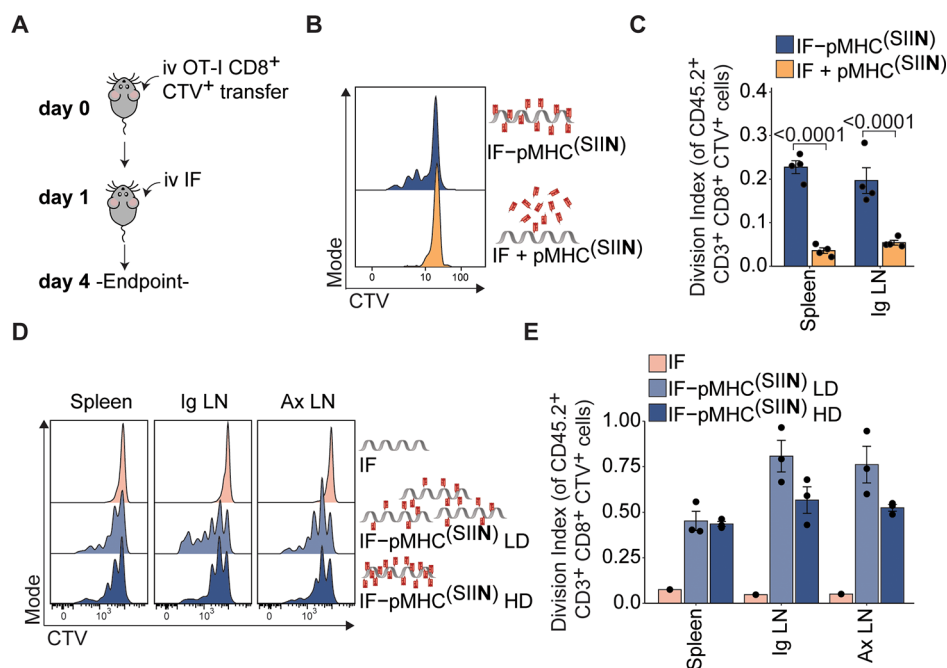 A
iv OT-I CD8+
CTV+ transfer
day 0
day 1
iv IF
day 4 -Endpoint-
B
Mode
0
10
100
CTV
IF–pMHC(SIIN)
IF + pMHC(SIIN)
C
IF–pMHC(SIIN)
IF + pMHC(SIIN)
Division Index (of CD45.2+
CD3+ CD8+ CTV+ cells)
0.4
0.3
0.2
0.1
0.0
<0.0001
<0.0001
Spleen
Ig LN
D
Spleen
Ig LN
Ax LN
Mode
0
10³
0
10³
0
10³
CTV
IF
IF–pMHC(SIIN) LD
IF–pMHC(SIIN) HD
E
IF
IF–pMHC(SIIN) LD
IF–pMHC(SIIN) HD
Division Index (of CD45.2+
CD3+ CD8+ CTV+ cells)
1.00
0.75
0.50
0.25
0.0
Spleen
Ig LN
Ax LN